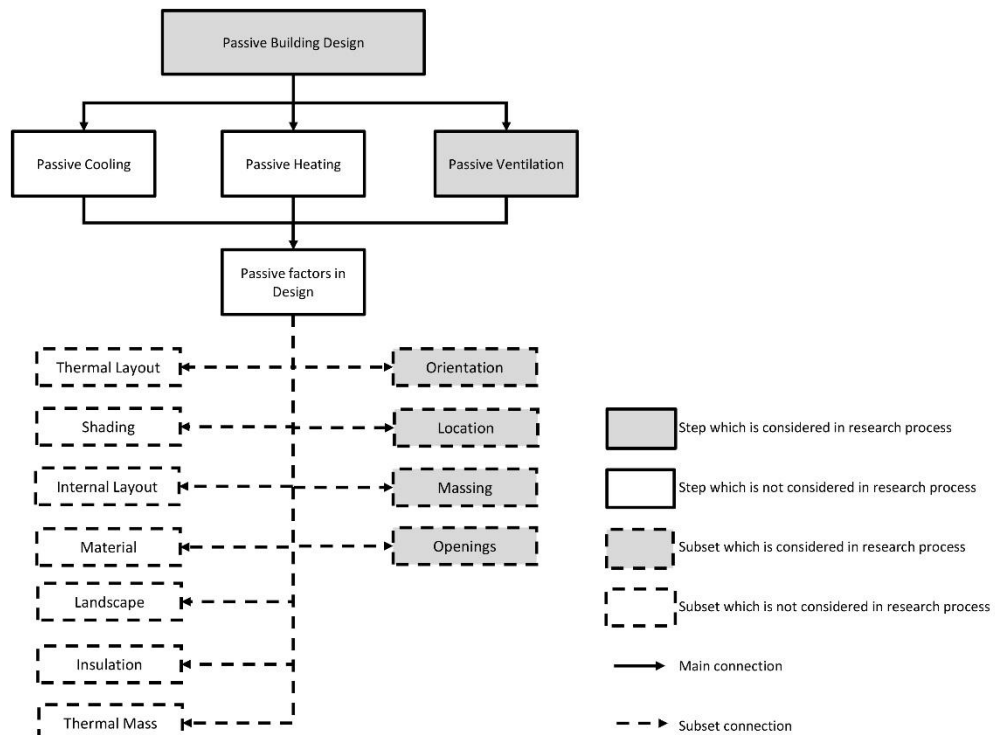 Passive Building Design
Passive Cooling
Passive Heating
Passive Ventilation
Passive factors in
Design
Thermal Layout
Orientation
Shading
Location
Internal Layout
Massing
Material
Openings
Landscape
Insulation
Thermal Mass
Step which is considered in research process
Step which is not considered in research process
Subset which is considered in research process
Subset which is not considered in research process
Main connection
Subset connection